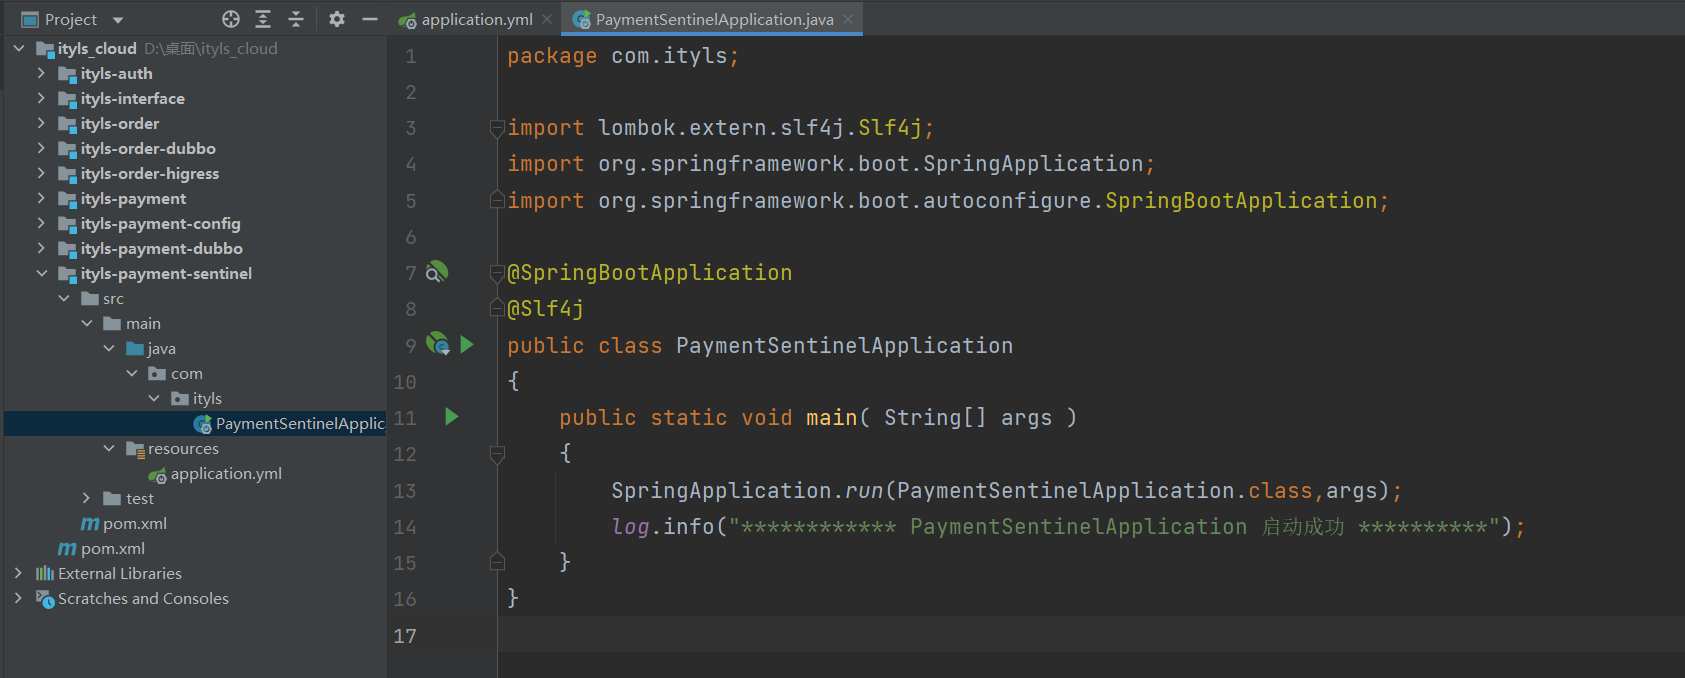 Project
ityls_cloud D:\桌面\ityls_cloud
ityls-auth
ityls-interface
ityls-order
ityls-order-dubbo
ityls-order-higress
ityls-payment
ityls-payment-config
ityls-payment-dubbo
ityls-payment-sentinel
src
main
java
com
ityls
PaymentSentinelApplic
resources
application.yml
test
pom.xml
pom.xml
External Libraries
Scratches and Consoles
application.yml
PaymentSentinelApplication.java
1 package com.ityls;
2
3 import lombok.extern.slf4j.Slf4j;
4 import org.springframework.boot.SpringApplication;
5 import org.springframework.boot.autoconfigure.SpringBootApplication;
6
7 @SpringBootApplication
8 @Slf4j
9 public class PaymentSentinelApplication
10 {
11 public static void main( String[] args )
12 {
13 SpringApplication.run(PaymentSentinelApplication.class,args);
14 log.info("************ PaymentSentinelApplication 启动成功 **********");
15 }
16 }
17